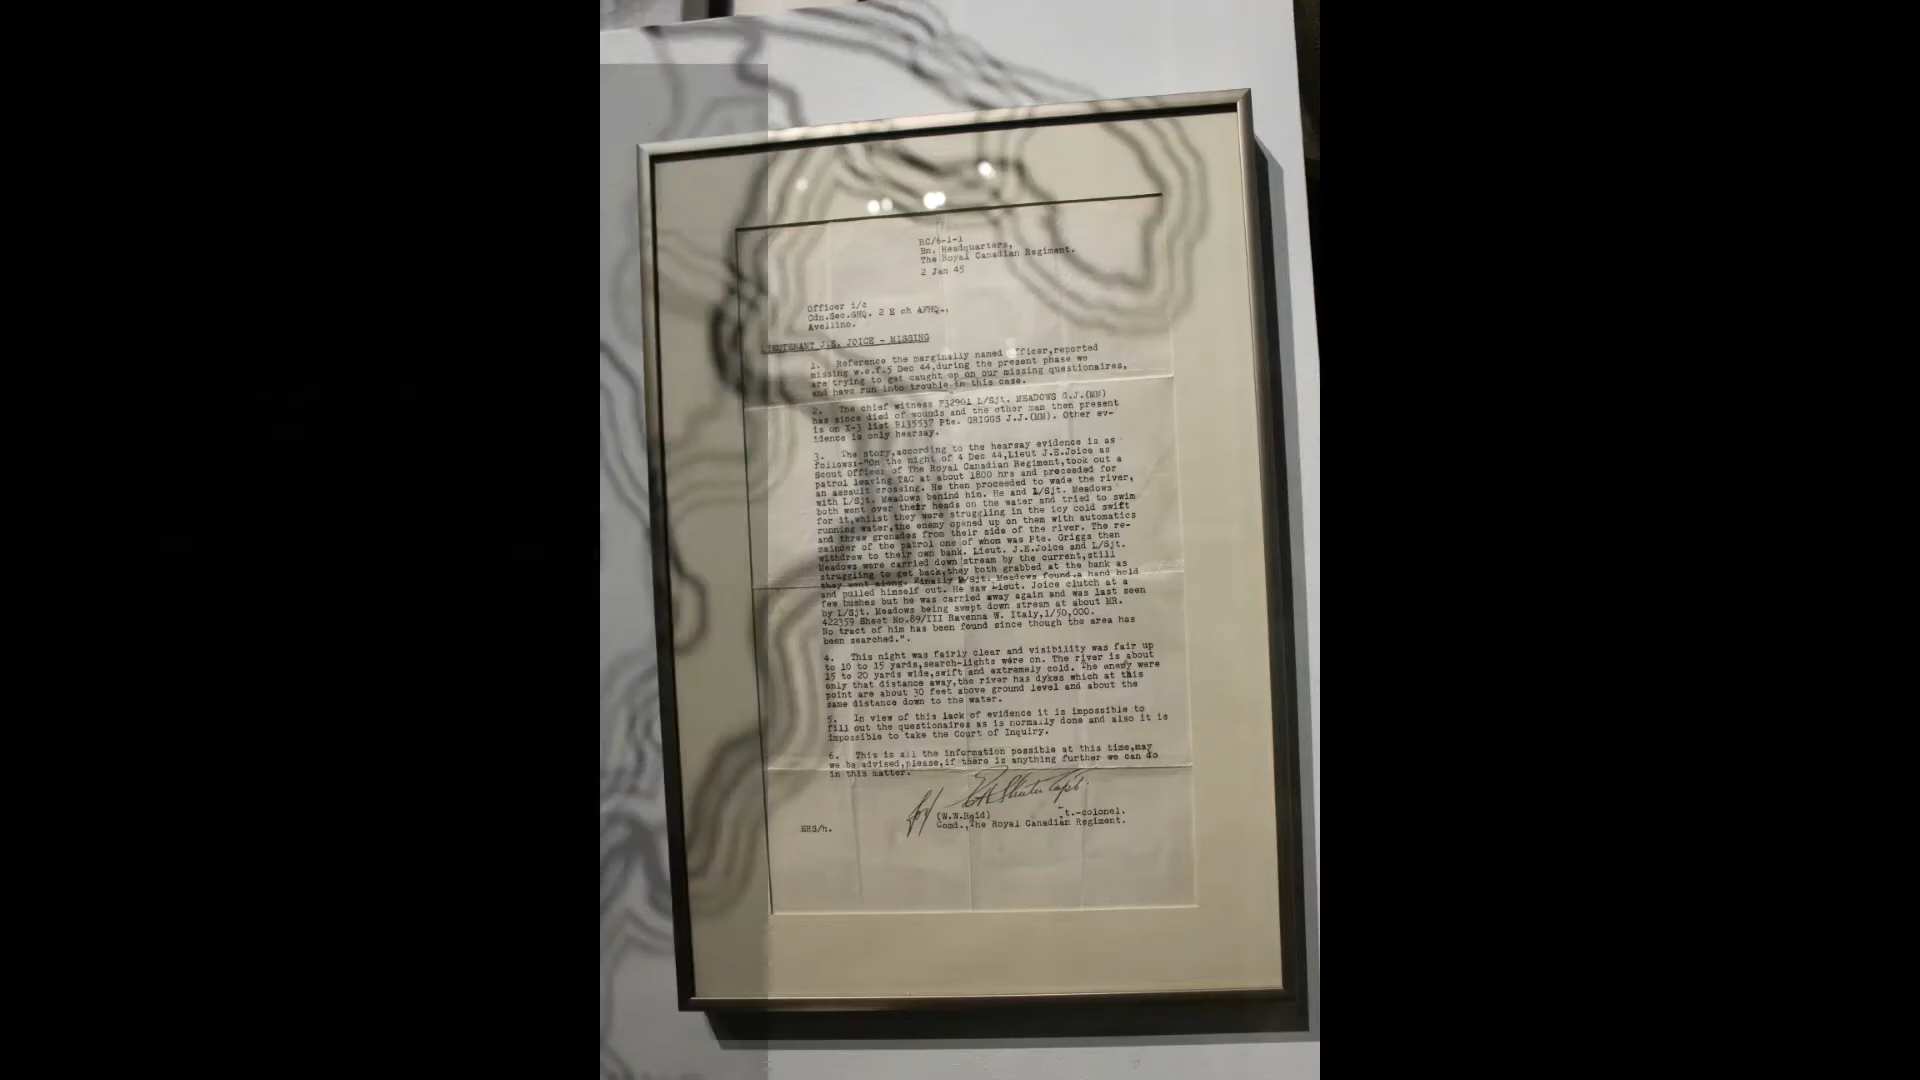 RC/6-1-1
Bn. Headquarters,
The Royal Canadian Regiment.
2 Jan 45
Officer i/c
Cdn.Sec.GHQ. 2 E ch AFHQ.,
Avellino.
LIEUTENANT J.E. JOICE - MISSING
1. Reference the marginally named officer,reported
missing w.e.f.5 Dec 44,during the present phase we
are trying to get caught up on our missing questionaires,
and have run into trouble in this case.
2. The chief witness F32901 L/Sjt. MEADOWS G.J.(MM)
has since died of wounds and the other man then present
is on X-3 list B135537 Pte. GRIGGS J.J.(MM). Other ev-
idence is only hearsay.
3. The story,according to the hearsay evidence is as
follows:-"On the night of 4 Dec 44,Lieut J.E.Joice as
Scout Officer of The Royal Canadian Regiment,took out a
patrol leaving TAC at about 1800 hrs and proceeded for
an assault crossing. He then proceeded to wade the river,
with L/Sjt. Meadows behind him. He and L/Sjt. Meadows
both went over their heads on the water and tried to swim
for it,whilst they were struggling in the icy cold swift
running water,the enemy opened up on them with automatics
and threw grenades from their side of the river. The re-
mainder of the patrol one of whom was Pte. Griggs then
withdrew to their own bank. Lieut. J.E.Joice and L/Sjt.
Meadows were carried down stream by the current,still
struggling to get back,they both grabbed at the bank as
they went along. Finally L/Sjt. Meadows found a hand hold
and pulled himself out. He saw Lieut. Joice clutch at a
few bushes but he was carried away again and was last seen
by L/Sjt. Meadows being swept down stream at about MR.
422359 Sheet No.89/III Ravenna W. Italy,1/50,000.
No tract of him has been found since though the area has
been searched.".
4. This night was fairly clear and visibility was fair up
to 10 to 15 yards,search-lights were on. The river is about
15 to 20 yards wide,swift and extremely cold. The enemy were
only that distance away,the river has dykes which at this
point are about 30 feet above ground level and about the
same distance down to the water.
5. In view of this lack of evidence it is impossible to
fill out the questionaires as is normally done and also it is
impossible to take the Court of Inquiry.
6. This is all the information possible at this time,may
we be advised,please,if there is anything further we can do
in this matter.
for Capt.
(W.W.Reid) t.-colonel.
EHS/h. Comd.,The Royal Canadian Regiment.